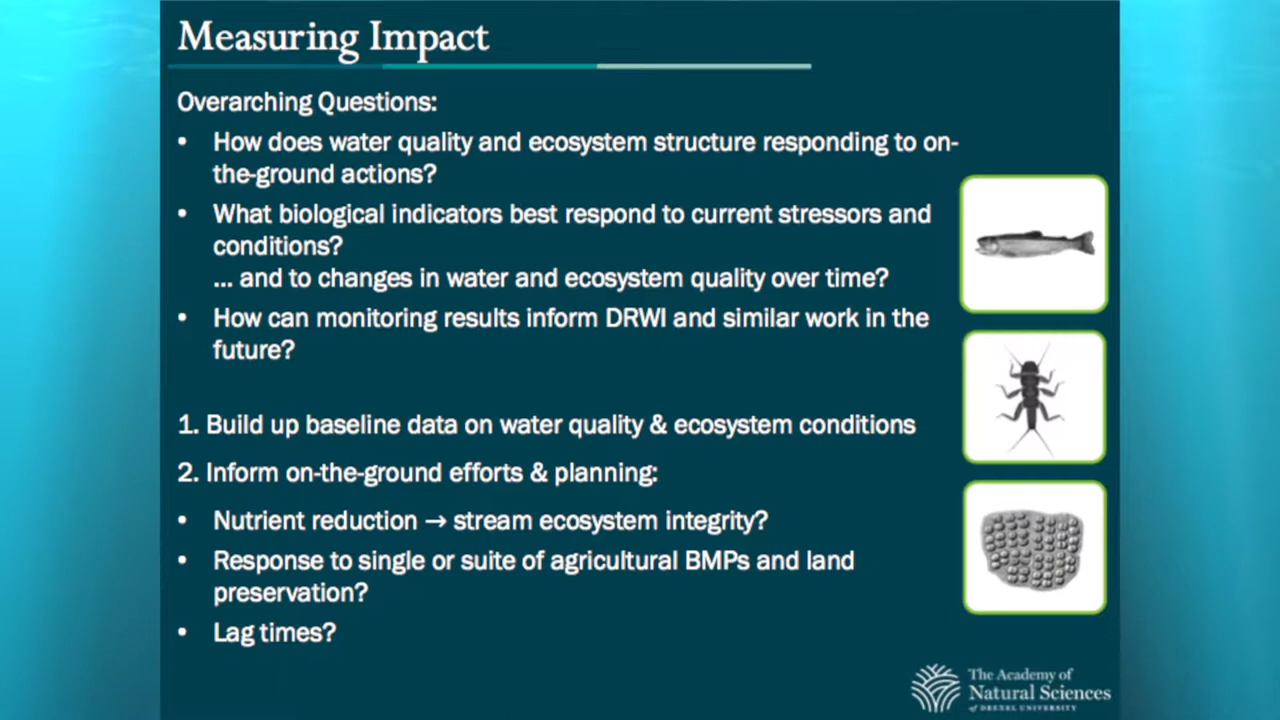 Measuring Impact
Overarching Questions:
• How does water quality and ecosystem structure responding to on-
the-ground actions?
• What biological indicators best respond to current stressors and
conditions?
... and to changes in water and ecosystem quality over time?
• How can monitoring results inform DRWI and similar work in the
future?
1. Build up baseline data on water quality & ecosystem conditions
2. Inform on-the-ground efforts & planning:
• Nutrient reduction → stream ecosystem integrity?
• Response to single or suite of agricultural BMPs and land
preservation?
• Lag times?
The Academy of
Natural Sciences
of DREXEL UNIVERSITY